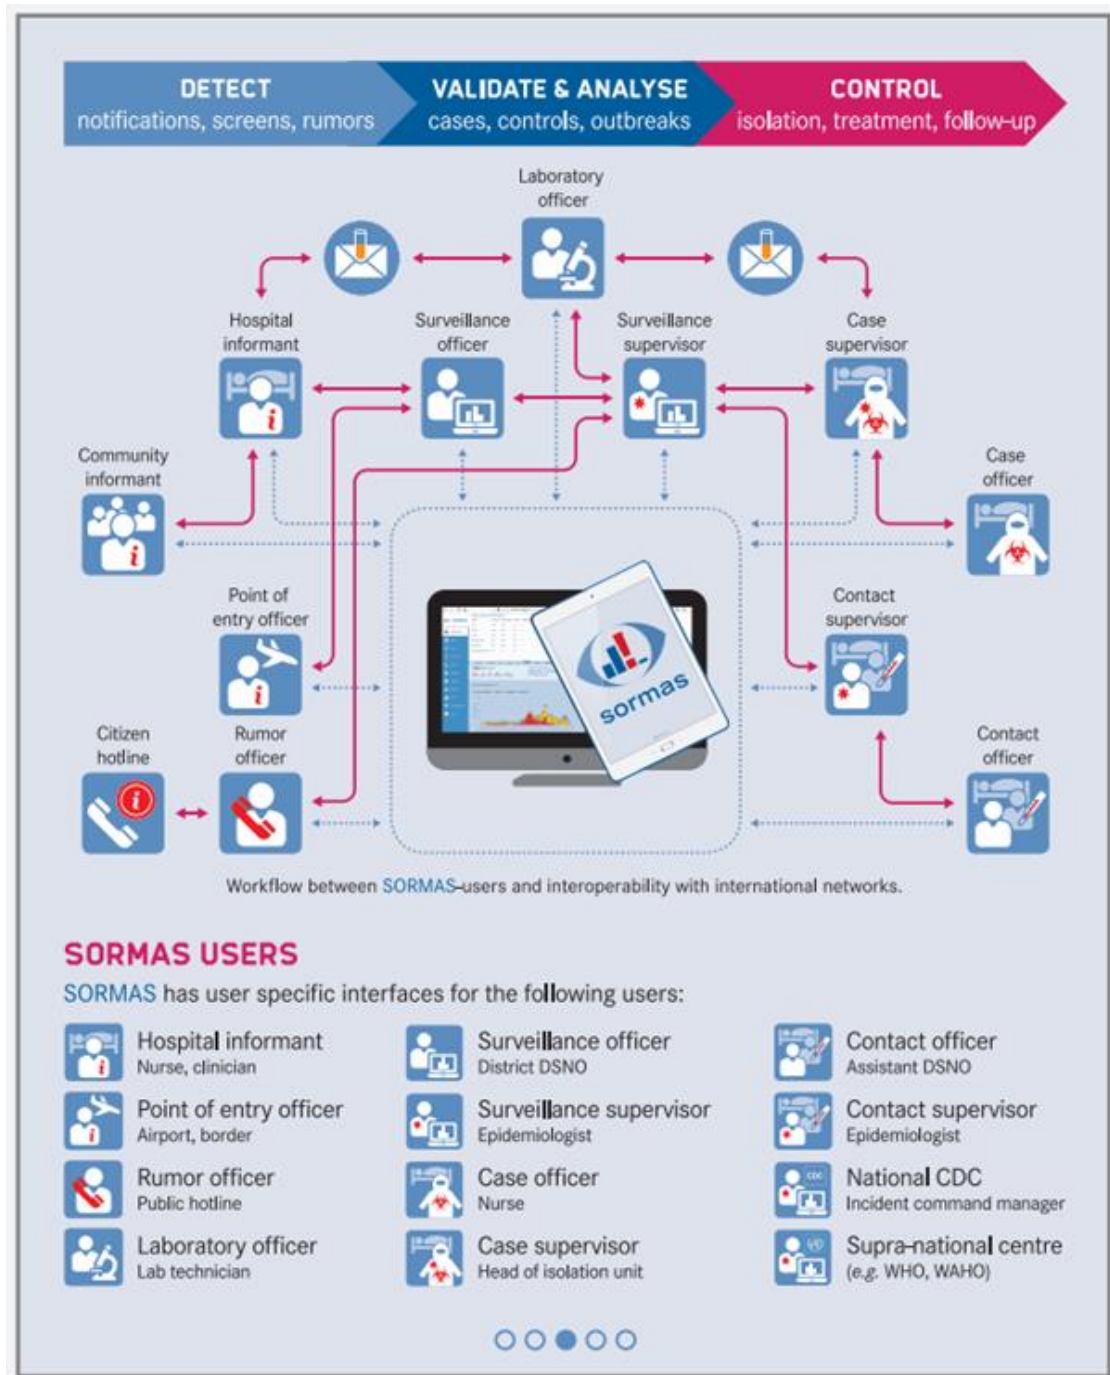 DETECT
notifications, screens, rumors
VALIDATE & ANALYSE
cases, controls, outbreaks
CONTROL
isolation, treatment, follow-up
Laboratory
officer
Hospital
informant
Surveillance
officer
Surveillance
supervisor
Case
supervisor
Community
informant
Case
officer
Point of
entry officer
Contact
supervisor
Citizen
hotline
Rumor
officer
Contact
officer
sormas
Workflow between SORMAS-users and interoperability with international networks.
SORMAS USERS
SORMAS has user specific interfaces for the following users:
Hospital informant
Nurse, clinician
Point of entry officer
Airport, border
Rumor officer
Public hotline
Laboratory officer
Lab technician
Surveillance officer
District DSNO
Surveillance supervisor
Epidemiologist
Case officer
Nurse
Case supervisor
Head of isolation unit
Contact officer
Assistant DSNO
Contact supervisor
Epidemiologist
CDC
National CDC
Incident command manager
Supra-national centre
(e.g. WHO, WAHO)